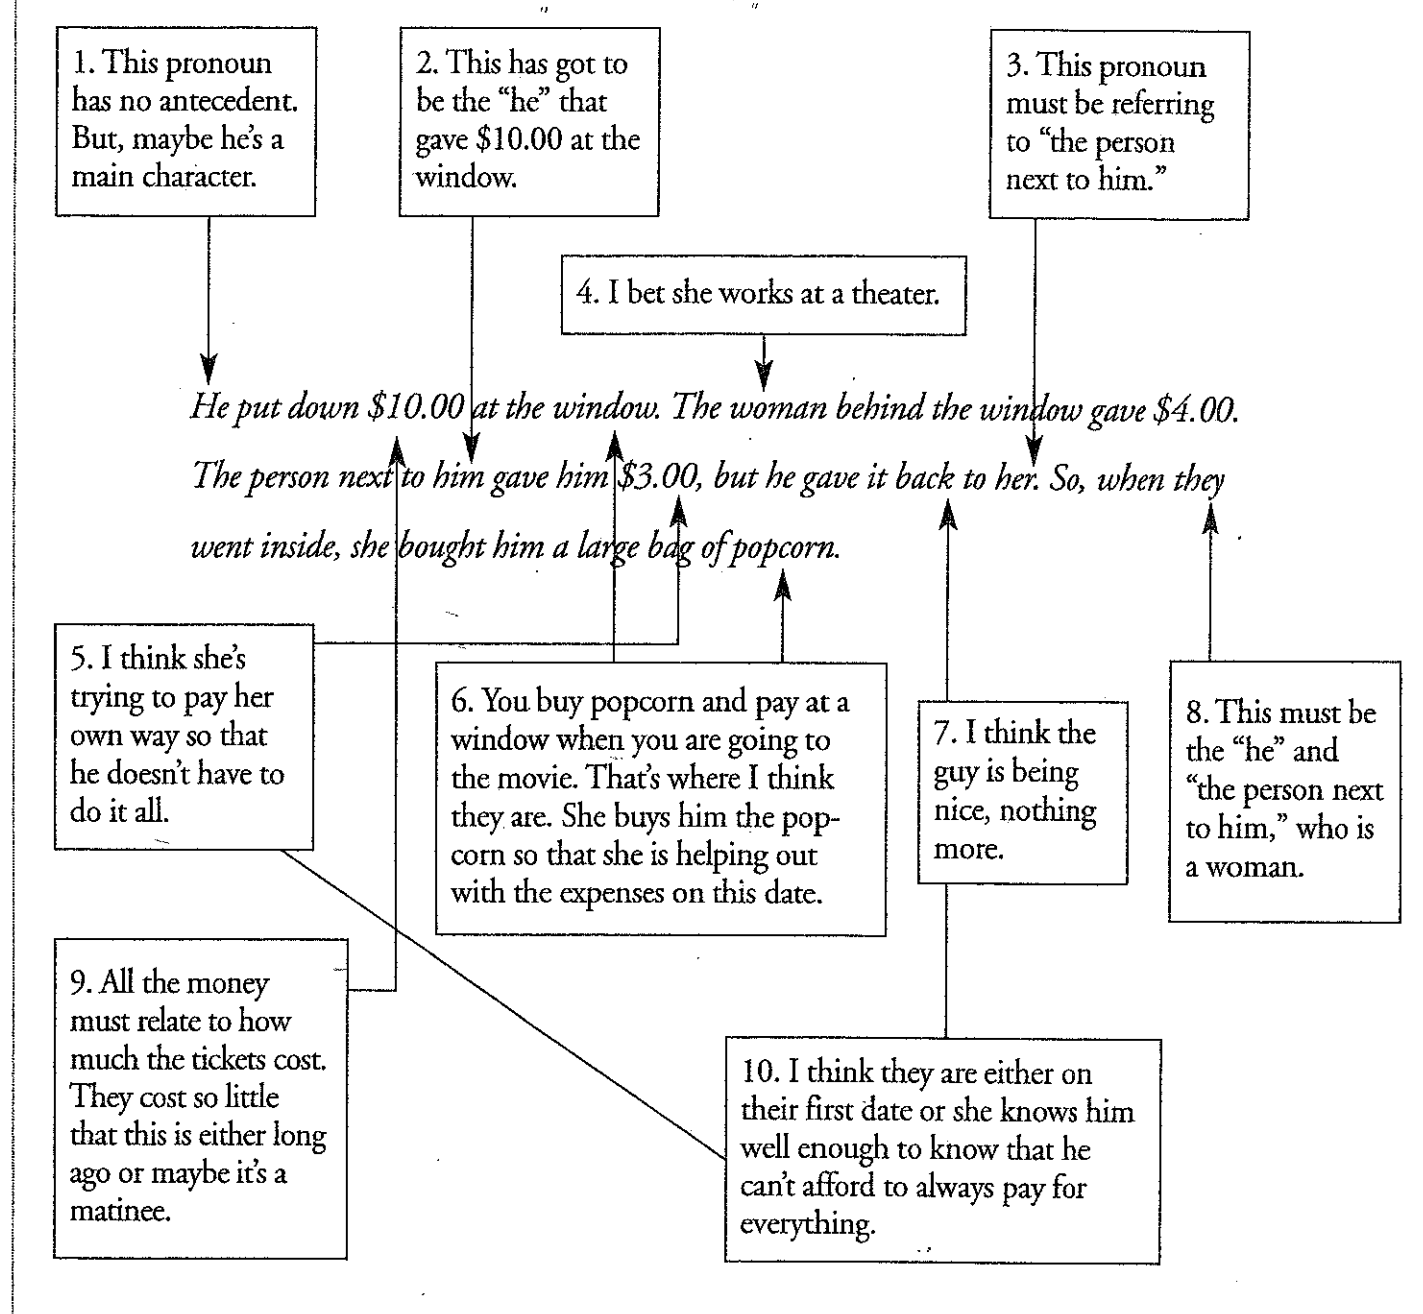 1. This pronoun
has no antecedent.
But, maybe he's a
main character.
2. This has got to
be the “he” that
gave $10.00 at the
window.
3. This pronoun
must be referring
to “the person
next to him.”
4. I bet she works at a theater.
He put down $10.00 at the window. The woman behind the window gave $4.00.
The person next to him gave him $3.00, but he gave it back to her. So, when they
went inside, she bought him a large bag of popcorn.
5. I think she's
trying to pay her
own way so that
he doesn't have to
do it all.
6. You buy popcorn and pay at a
window when you are going to
the movie. That's where I think
they are. She buys him the pop-
corn so that she is helping out
with the expenses on this date.
7. I think the
guy is being
nice, nothing
more.
8. This must be
the “he” and
“the person next
to him,” who is
a woman.
9. All the money
must relate to how
much the tickets cost.
They cost so little
that this is either long
ago or maybe it's a
matinee.
10. I think they are either on
their first date or she knows him
well enough to know that he
can't afford to always pay for
everything.